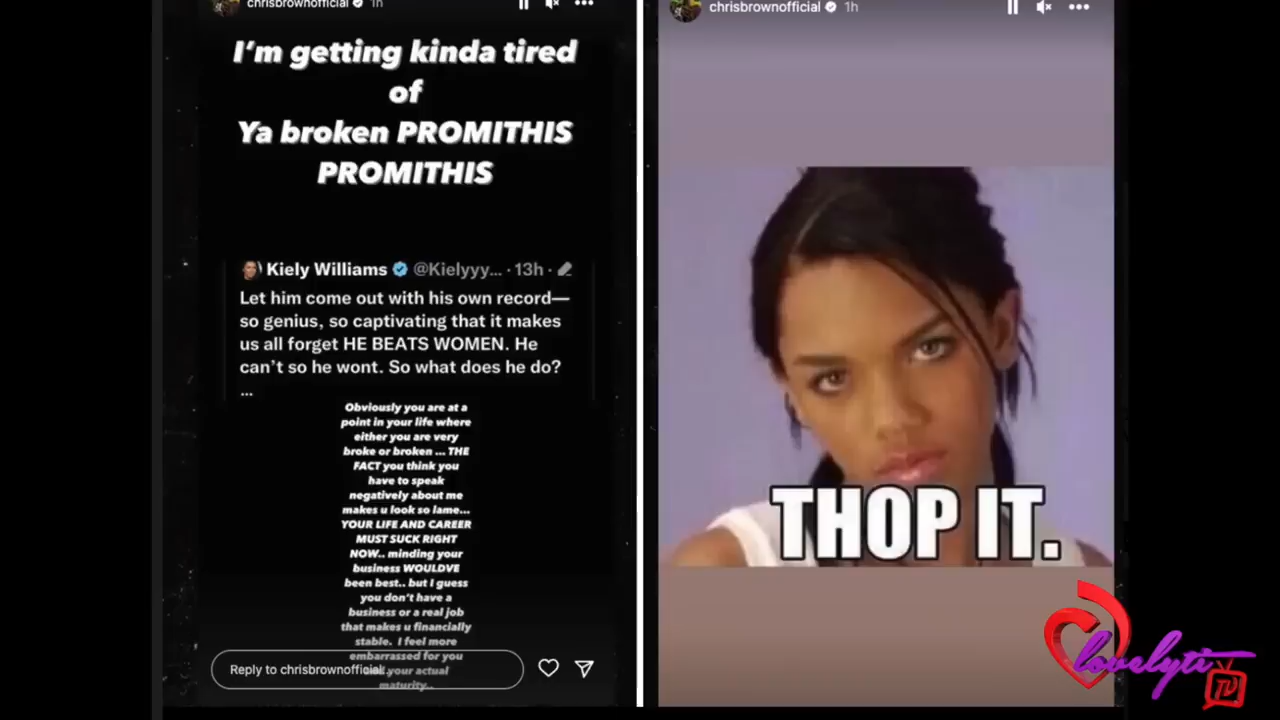 chrisbrownofficial 1h
I'm getting kinda tired
of
Ya broken PROMITHIS
PROMITHIS
Kiely Williams @Kielyyy... · 13h ·
Let him come out with his own record—
so genius, so captivating that it makes
us all forget HE BEATS WOMEN. He
can't so he wont. So what does he do?
...
Obviously you are at a
point in your life where
either you are very
broke or broken ... THE
FACT you think you
have to speak
negatively about me
makes u look so lame...
YOUR LIFE AND CAREER
MUST SUCK RIGHT
NOW.. minding your
business WOULDVE
been best.. but I guess
you don't have a
business or a real job
that makes u financially
stable. I feel more
embarrassed for you
your actual
maturity..
Reply to chrisbrownofficial...
chrisbrownofficial 1h
THOP IT.
lovelyti
TV